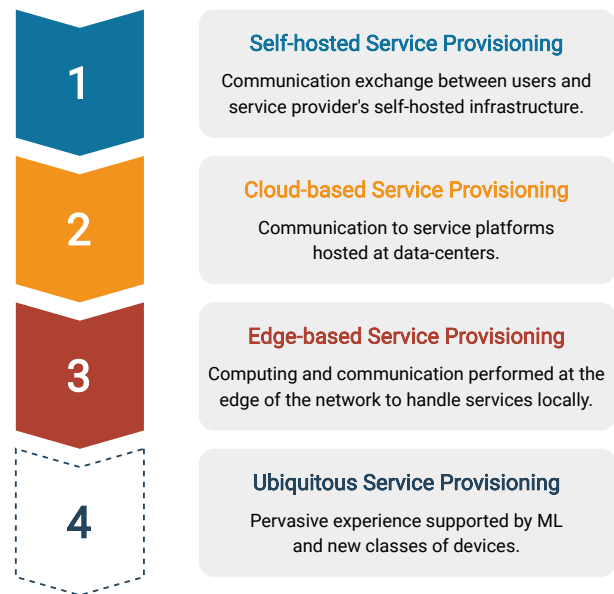 1
Self-hosted Service Provisioning
Communication exchange between users and
service provider's self-hosted infrastructure.
2
Cloud-based Service Provisioning
Communication to service platforms
hosted at data-centers.
3
Edge-based Service Provisioning
Computing and communication performed at the
edge of the network to handle services locally.
4
Ubiquitous Service Provisioning
Pervasive experience supported by ML
and new classes of devices.